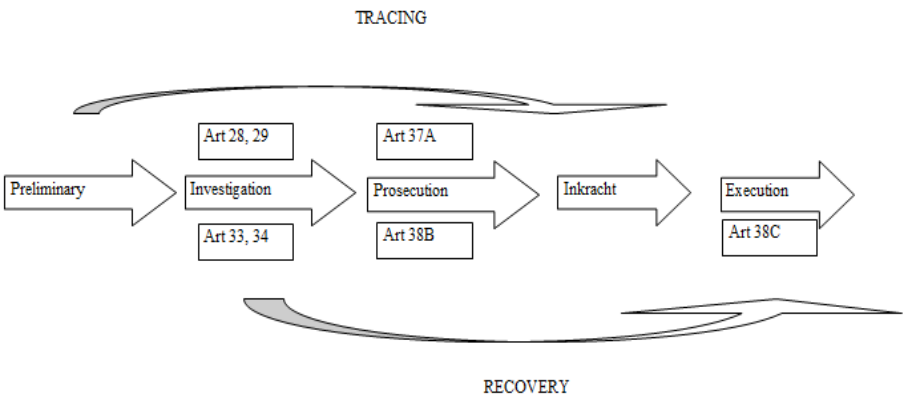 TRACING
Art 28, 29
Art 37A
Preliminary
Investigation
Prosecution
Inkracht
Execution
Art 33, 34
Art 38B
Art 38C
RECOVERY